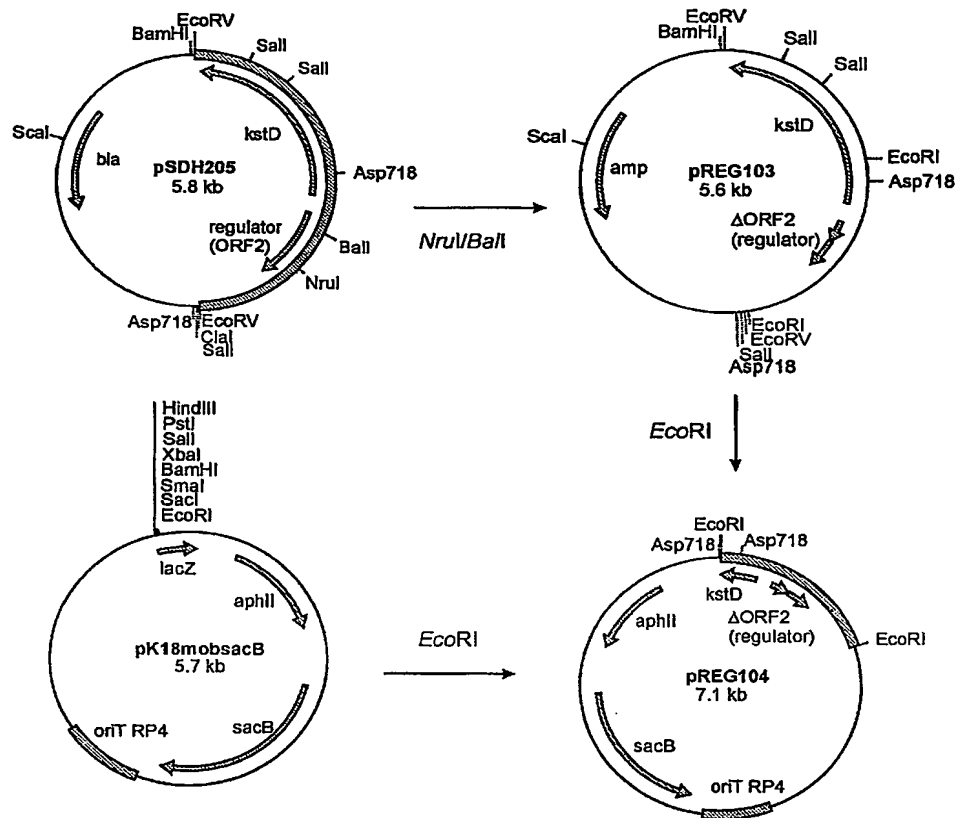 EcoRV
BamHI
SalI
SalI
ScaI
kstD
bla
pSDH205
5.8 kb
Asp718
regulator
(ORF2)
BalI
NruI
Asp718
EcoRV
ClaI
SalI
NruI/BalI
EcoRV
BamHI
SalI
SalI
ScaI
kstD
amp
pREG103
5.6 kb
EcoRI
Asp718
ΔORF2
(regulator)
EcoRI
EcoRV
SalI
Asp718
EcoRI
HindIII
PstI
SalI
XbaI
BamHI
SmaI
SacI
EcoRI
lacZ
aphII
pK18mobsacB
5.7 kb
oriT RP4
sacB
EcoRI
EcoRI
Asp718
Asp718
kstD
aphII
ΔORF2
(regulator)
EcoRI
pREG104
7.1 kb
sacB
oriT RP4